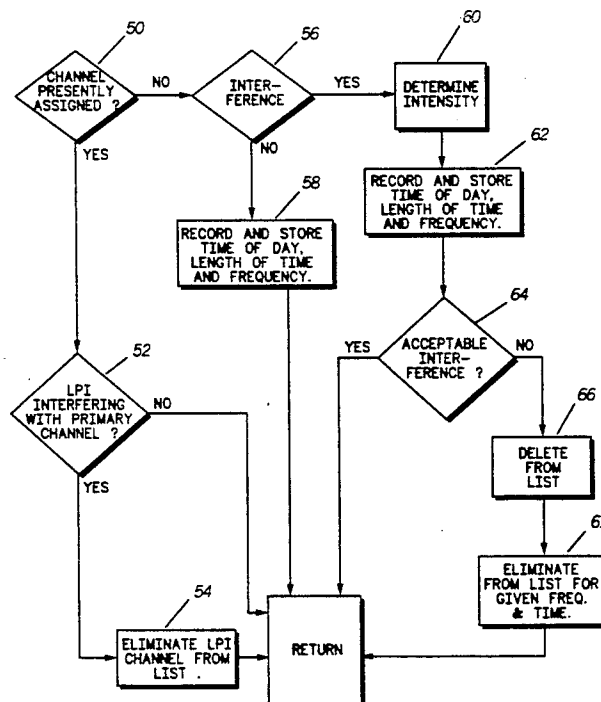 50
CHANNEL
PRESENTLY
ASSIGNED ?
NO
YES
56
INTER-
FERENCE
YES
NO
60
DETERMINE
INTENSITY
62
RECORD AND STORE
TIME OF DAY,
LENGTH OF TIME
AND FREQUENCY.
58
RECORD AND STORE
TIME OF DAY,
LENGTH OF TIME
AND FREQUENCY.
64
ACCEPTABLE
INTER-
FERENCE ?
YES
NO
52
LPI
INTERFERING
WITH PRIMARY
CHANNEL ?
NO
YES
66
DELETE
FROM
LIST
ELIMINATE
FROM LIST FOR
GIVEN FREQ.
& TIME.
54
ELIMINATE LPI
CHANNEL FROM
LIST .
RETURN